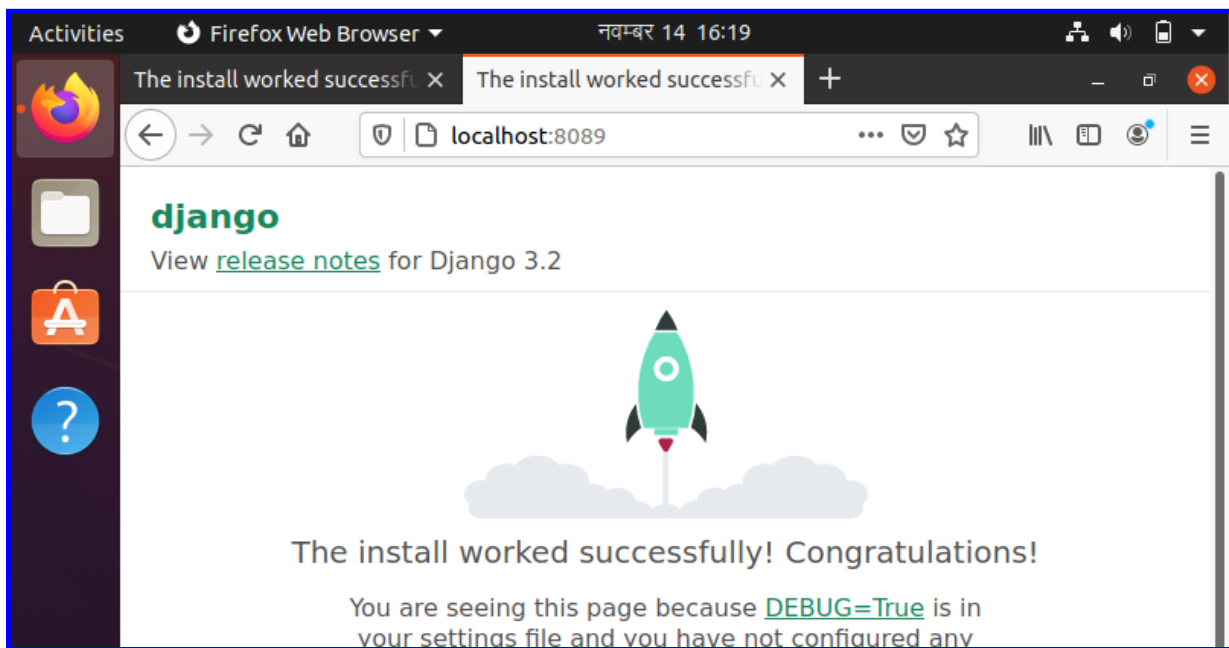 Activities Firefox Web Browser नवम्बर 14 16:19
The install worked successfu The install worked successfu
localhost:8089
django
View release notes for Django 3.2
The install worked successfully! Congratulations!
You are seeing this page because DEBUG=True is in
your settings file and you have not configured any